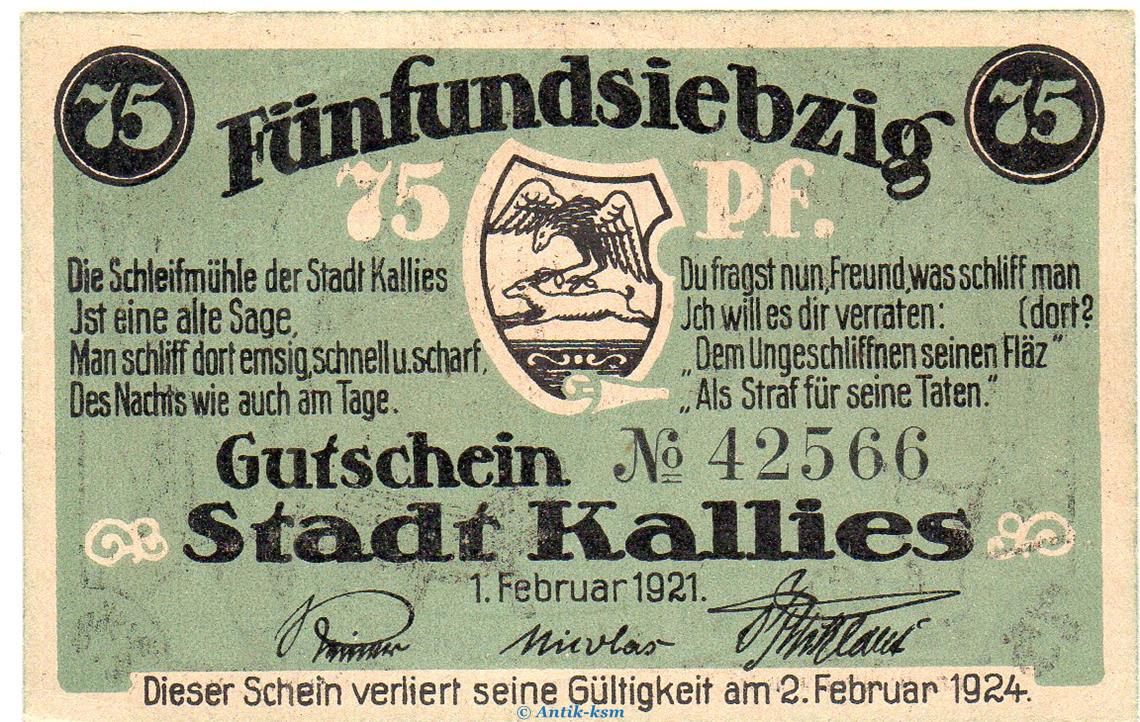 75 Fünfundsiebzig 75
75 Pf.
Die Schleifmühle der Stadt Kallies
Jst eine alte Sage,
Man schliff dort emsig, schnell u. scharf,
Des Nachts wie auch am Tage.
Du fragst nun, Freund, was schliff man
Jch will es dir verraten: (dort?
„Dem Ungeschliffnen seinen Fläz"
„Als Straf für seine Taten."
Gutschein No 42566
Stadt Kallies
1. Februar 1921.
Nicolas
Dieser Schein verliert seine Gültigkeit am 2. Februar 1924.
© Antik-ksm